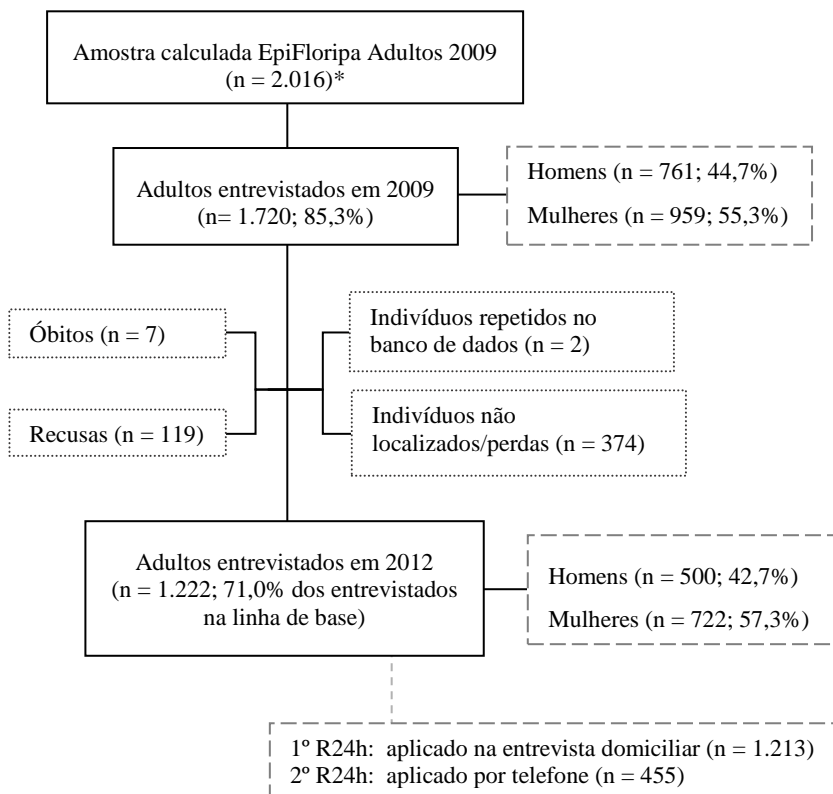 Amostra calculada EpiFloripa Adultos 2009
(n = 2.016)*
Adultos entrevistados em 2009
(n= 1.720; 85,3%)
Homens (n = 761; 44,7%)
Mulheres (n = 959; 55,3%)
Óbitos (n = 7)
Indivíduos repetidos no
banco de dados (n = 2)
Recusas (n = 119)
Indivíduos não
localizados/perdas (n = 374)
Adultos entrevistados em 2012
(n = 1.222; 71,0% dos entrevistados
na linha de base)
Homens (n = 500; 42,7%)
Mulheres (n = 722; 57,3%)
1º R24h: aplicado na entrevista domiciliar (n = 1.213)
2º R24h: aplicado por telefone (n = 455)